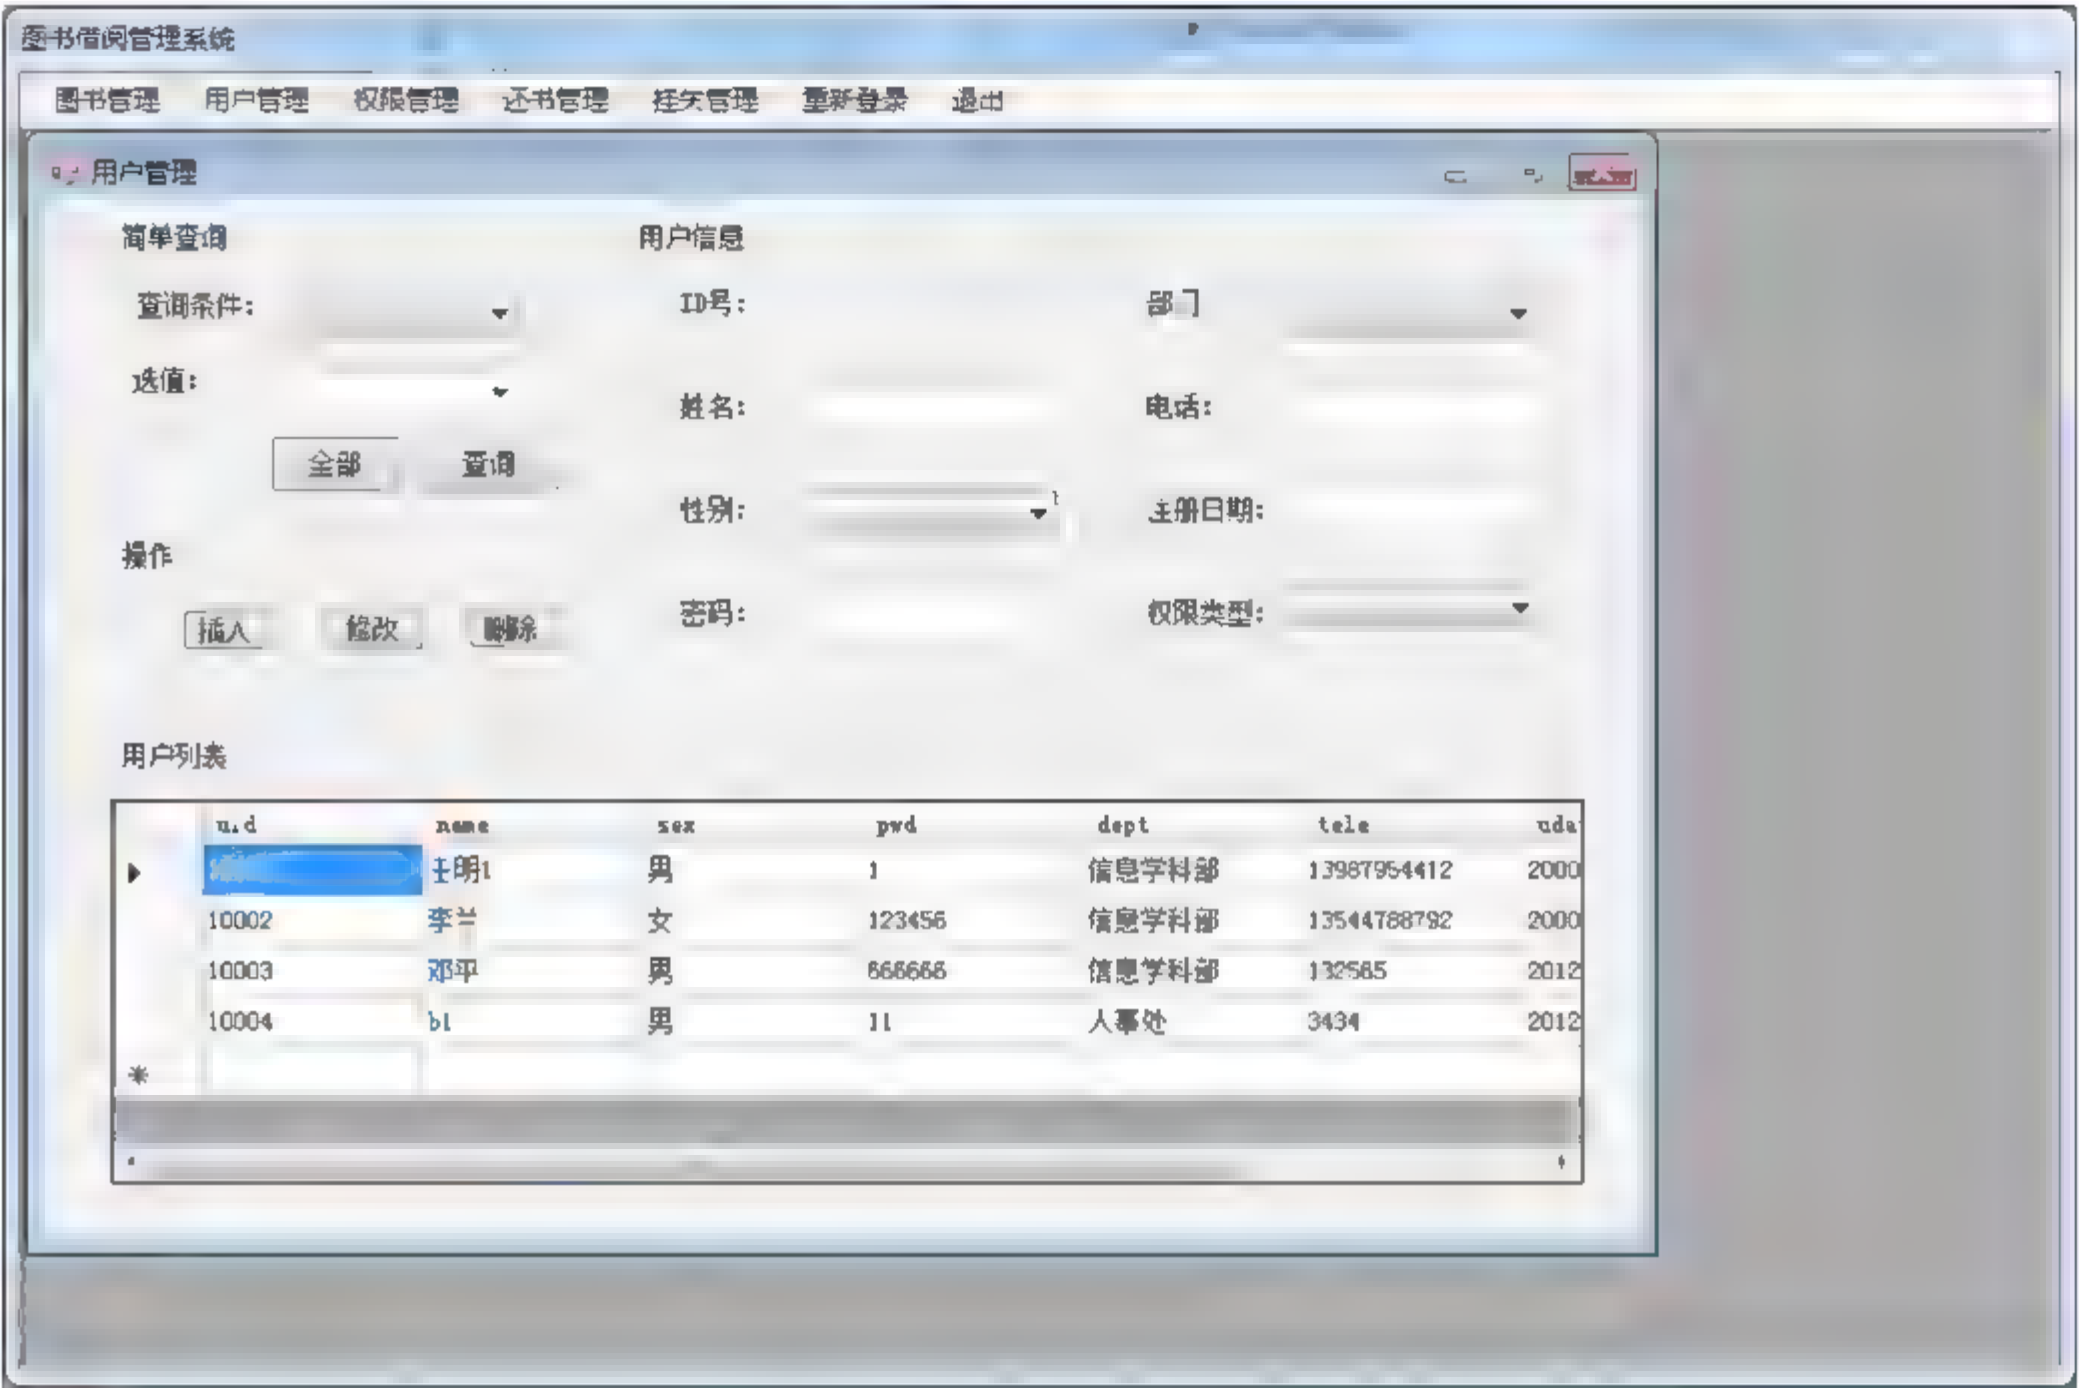 图书借阅管理系统
图书管理 用户管理 权限管理 还书管理 挂失管理 重新登录 退出
用户管理
简单查询 用户信息
查询条件: ID号: 部门
选值:
姓名: 电话:
全部 查询
性别: 注册日期:
操作
插入 修改 删除 密码: 权限类型:
用户列表
uid name sex pwd dept tele uda
王明1 男 1 信息学科部 13987954412 2000
10002 李兰 女 123456 信息学科部 13544788792 2000
10003 邓平 男 666666 信息学科部 132565 2012
10004 b1 男 11 人事处 3434 2012